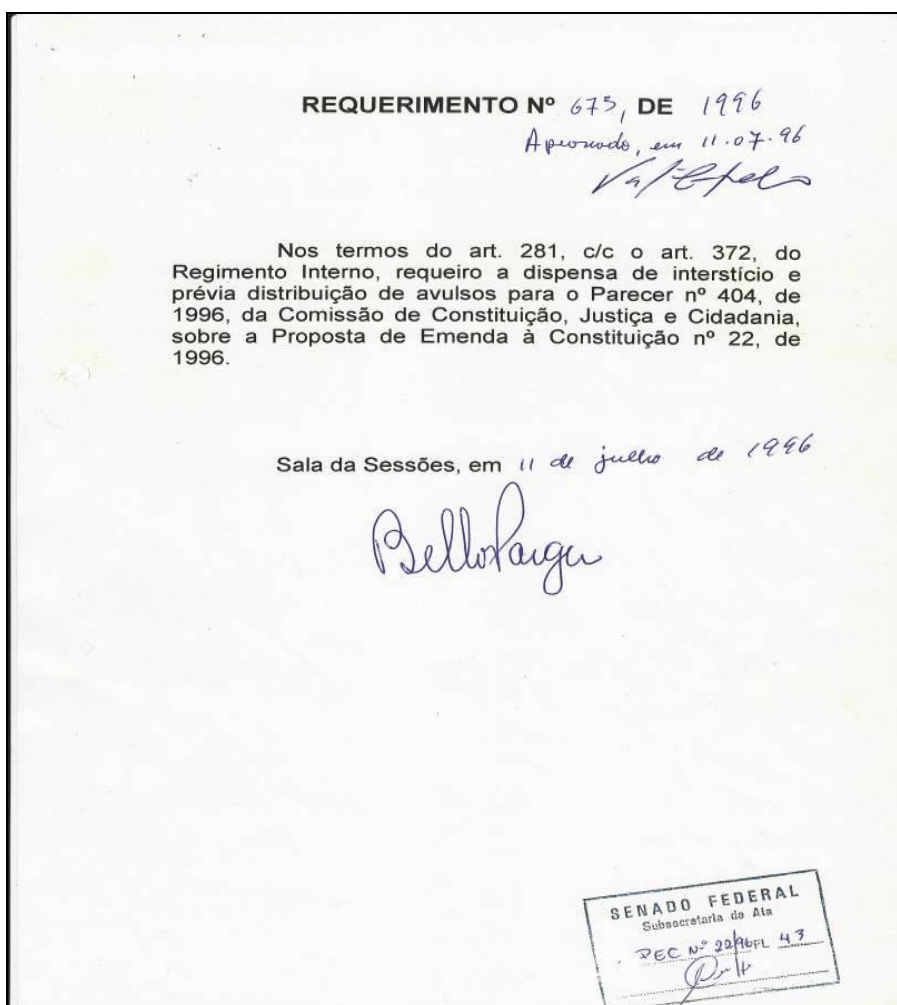 REQUERIMENTO Nº 673, DE 1996
Aprovado, em 11.07.96
Nos termos do art. 281, c/c o art. 372, do
Regimento Interno, requeiro a dispensa de interstício e
prévia distribuição de avulsos para o Parecer nº 404, de
1996, da Comissão de Constituição, Justiça e Cidadania,
sobre a Proposta de Emenda à Constituição nº 22, de
1996.
Sala da Sessões, em 11 de julho de 1996
Bello Parga
SENADO FEDERAL
Subsecretaria de Ata
PEC Nº 22/96 FL 43